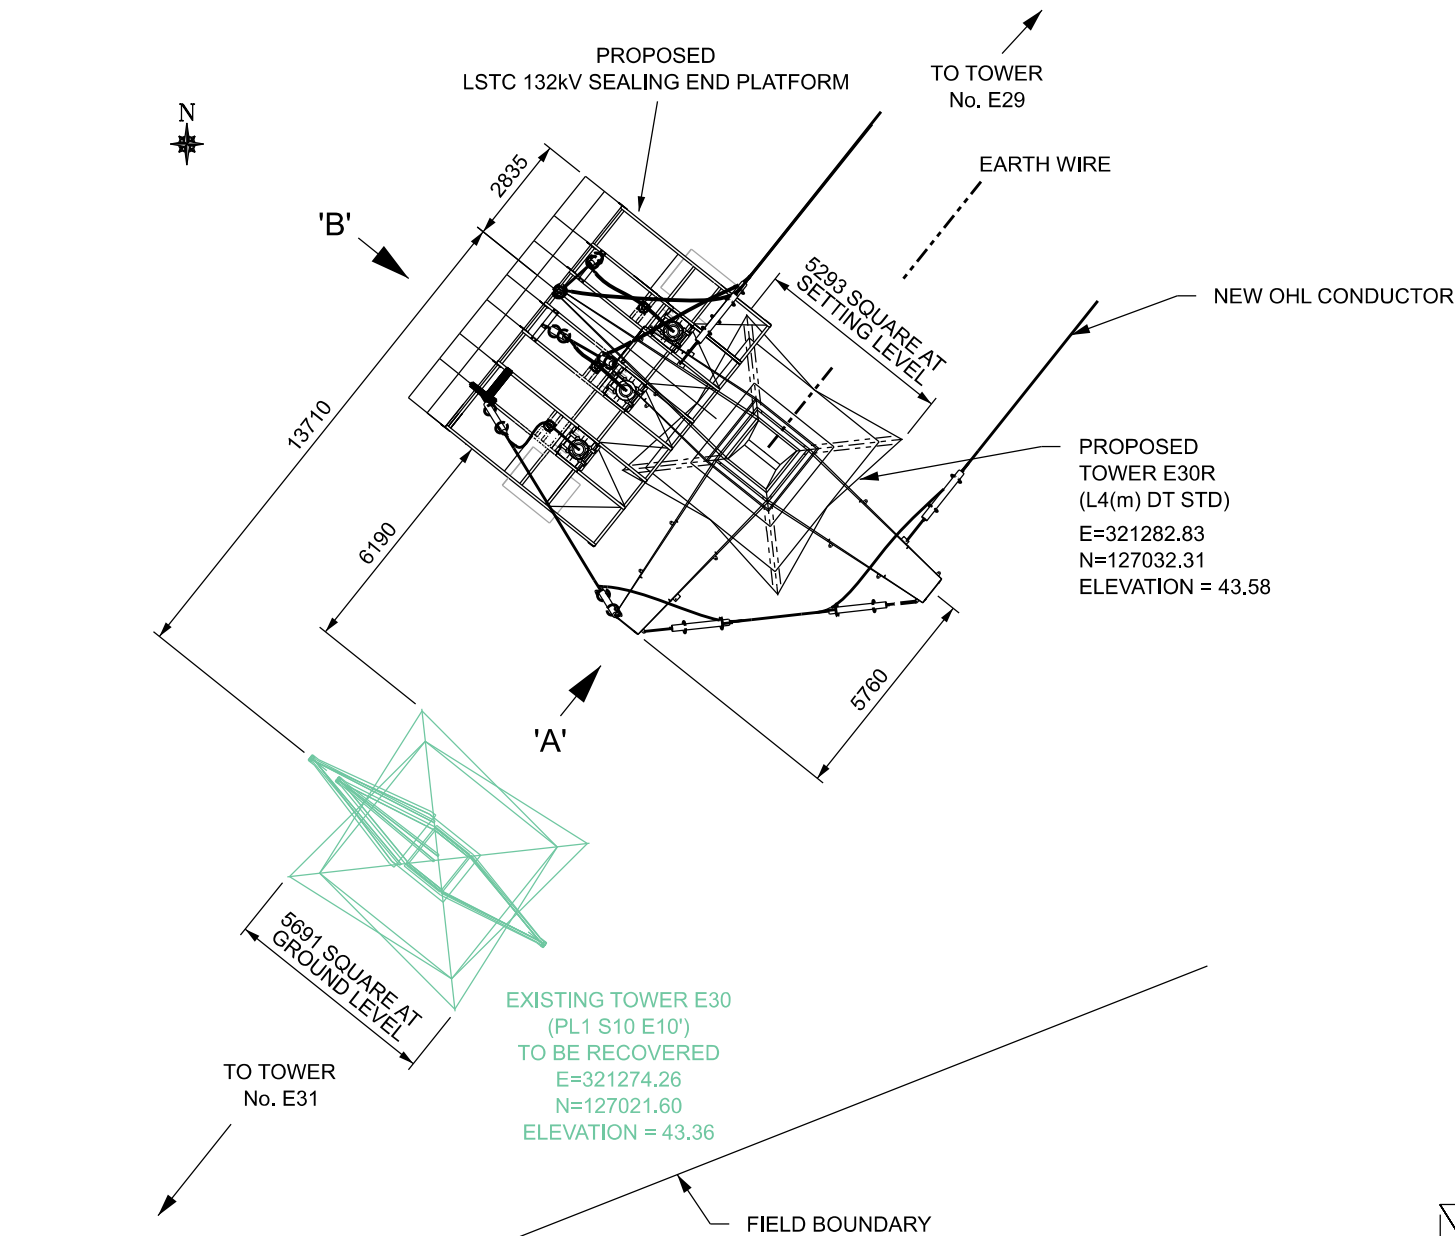 PROPOSED
LSTC 132kV SEALING END PLATFORM
TO TOWER
No. E29
N
EARTH WIRE
2835
'B'
5293 SQUARE AT
SETTING LEVEL
NEW OHL CONDUCTOR
13710
PROPOSED
TOWER E30R
(L4(m) DT STD)
E=321282.83
N=127032.31
ELEVATION = 43.58
6190
5760
'A'
5691 SQUARE AT
GROUND LEVEL
EXISTING TOWER E30
(PL1 S10 E10')
TO BE RECOVERED
E=321274.26
N=127021.60
ELEVATION = 43.36
TO TOWER
No. E31
FIELD BOUNDARY